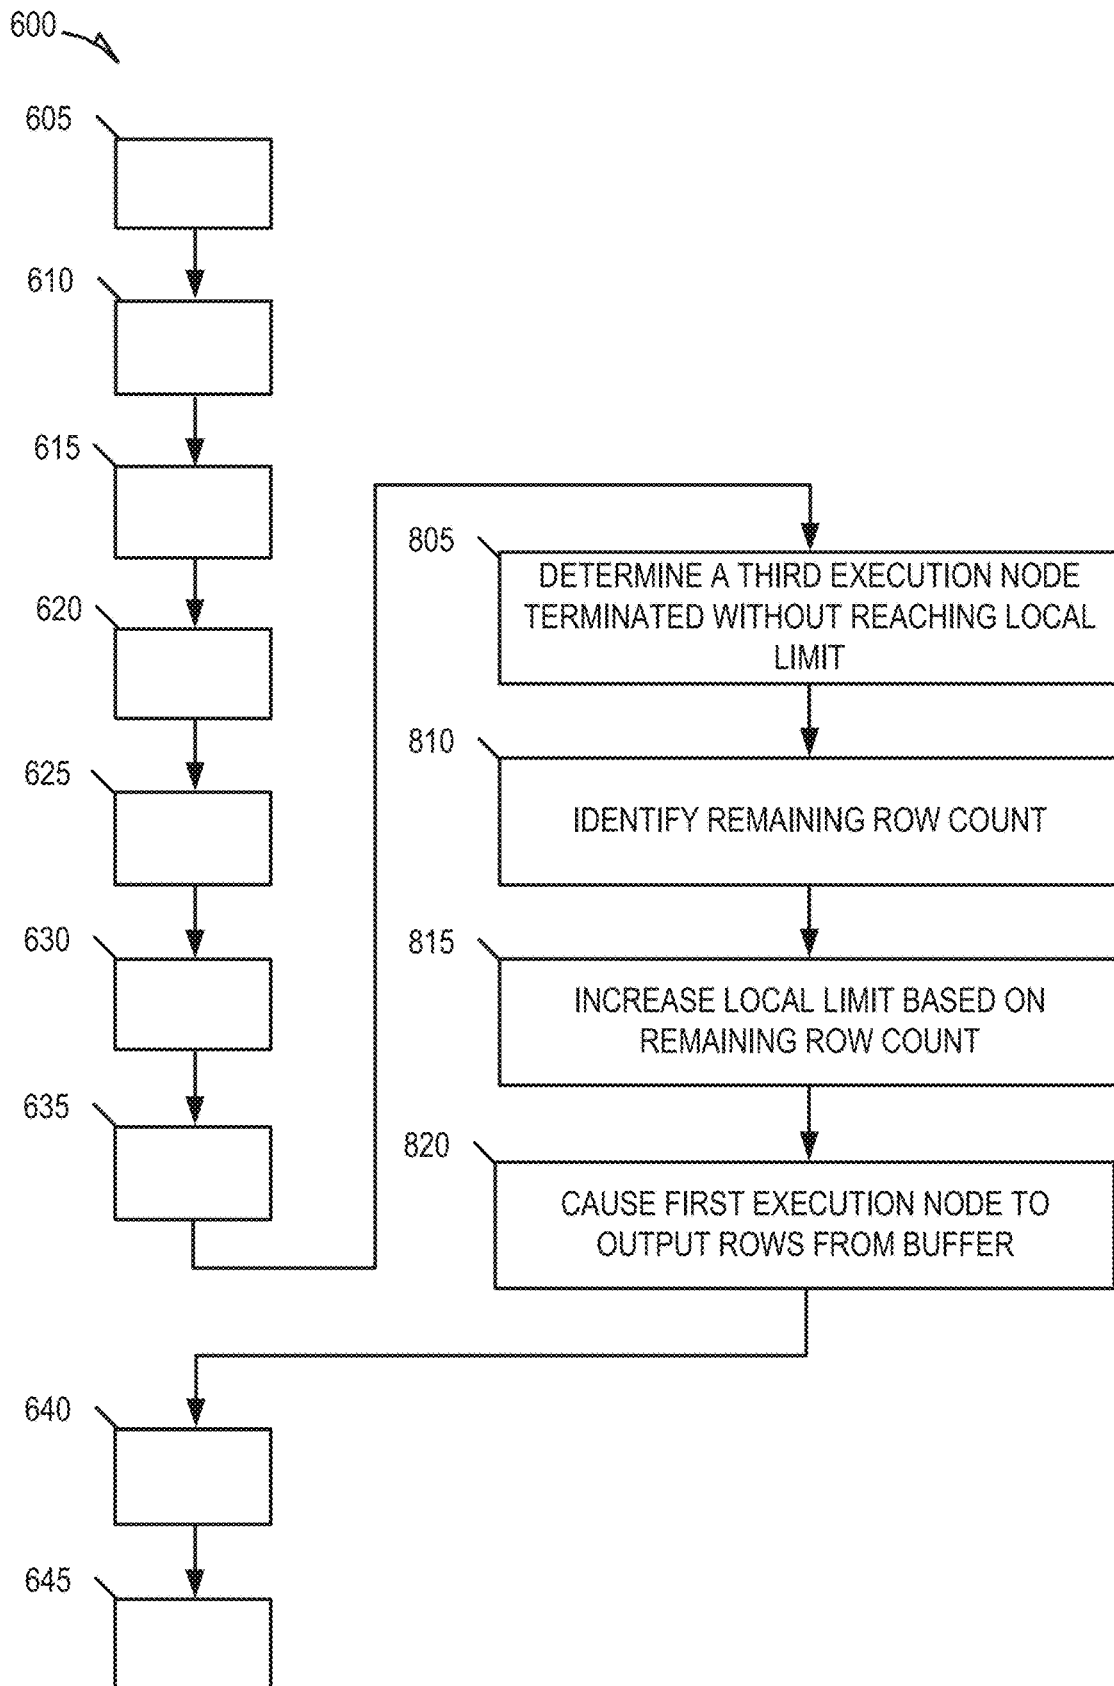 600
605
610
615
620
625
630
635
805
DETERMINE A THIRD EXECUTION NODE
TERMINATED WITHOUT REACHING LOCAL
LIMIT
810
IDENTIFY REMAINING ROW COUNT
815
INCREASE LOCAL LIMIT BASED ON
REMAINING ROW COUNT
820
CAUSE FIRST EXECUTION NODE TO
OUTPUT ROWS FROM BUFFER
640
645